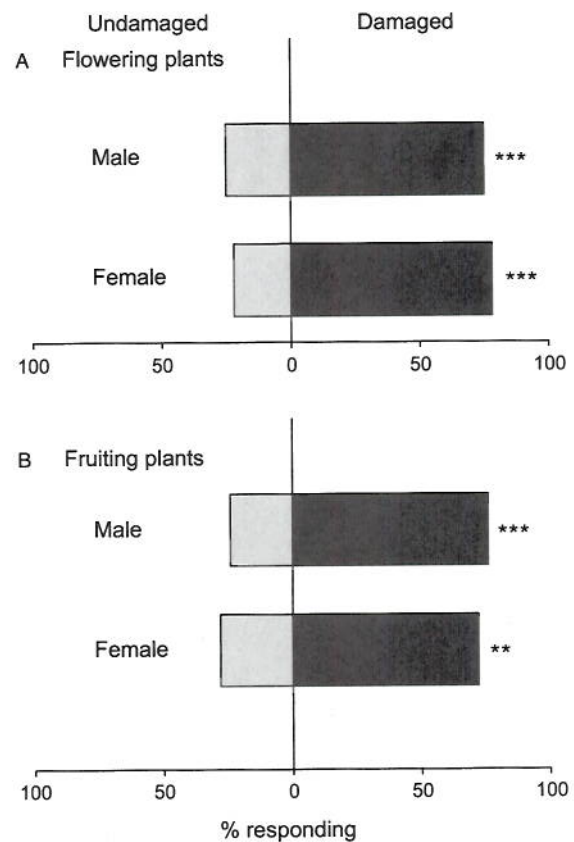 Undamaged Damaged
A Flowering plants
Male ***
Female ***
100 50 0 50 100
B Fruiting plants
Male ***
Female **
100 50 0 50 100
% responding